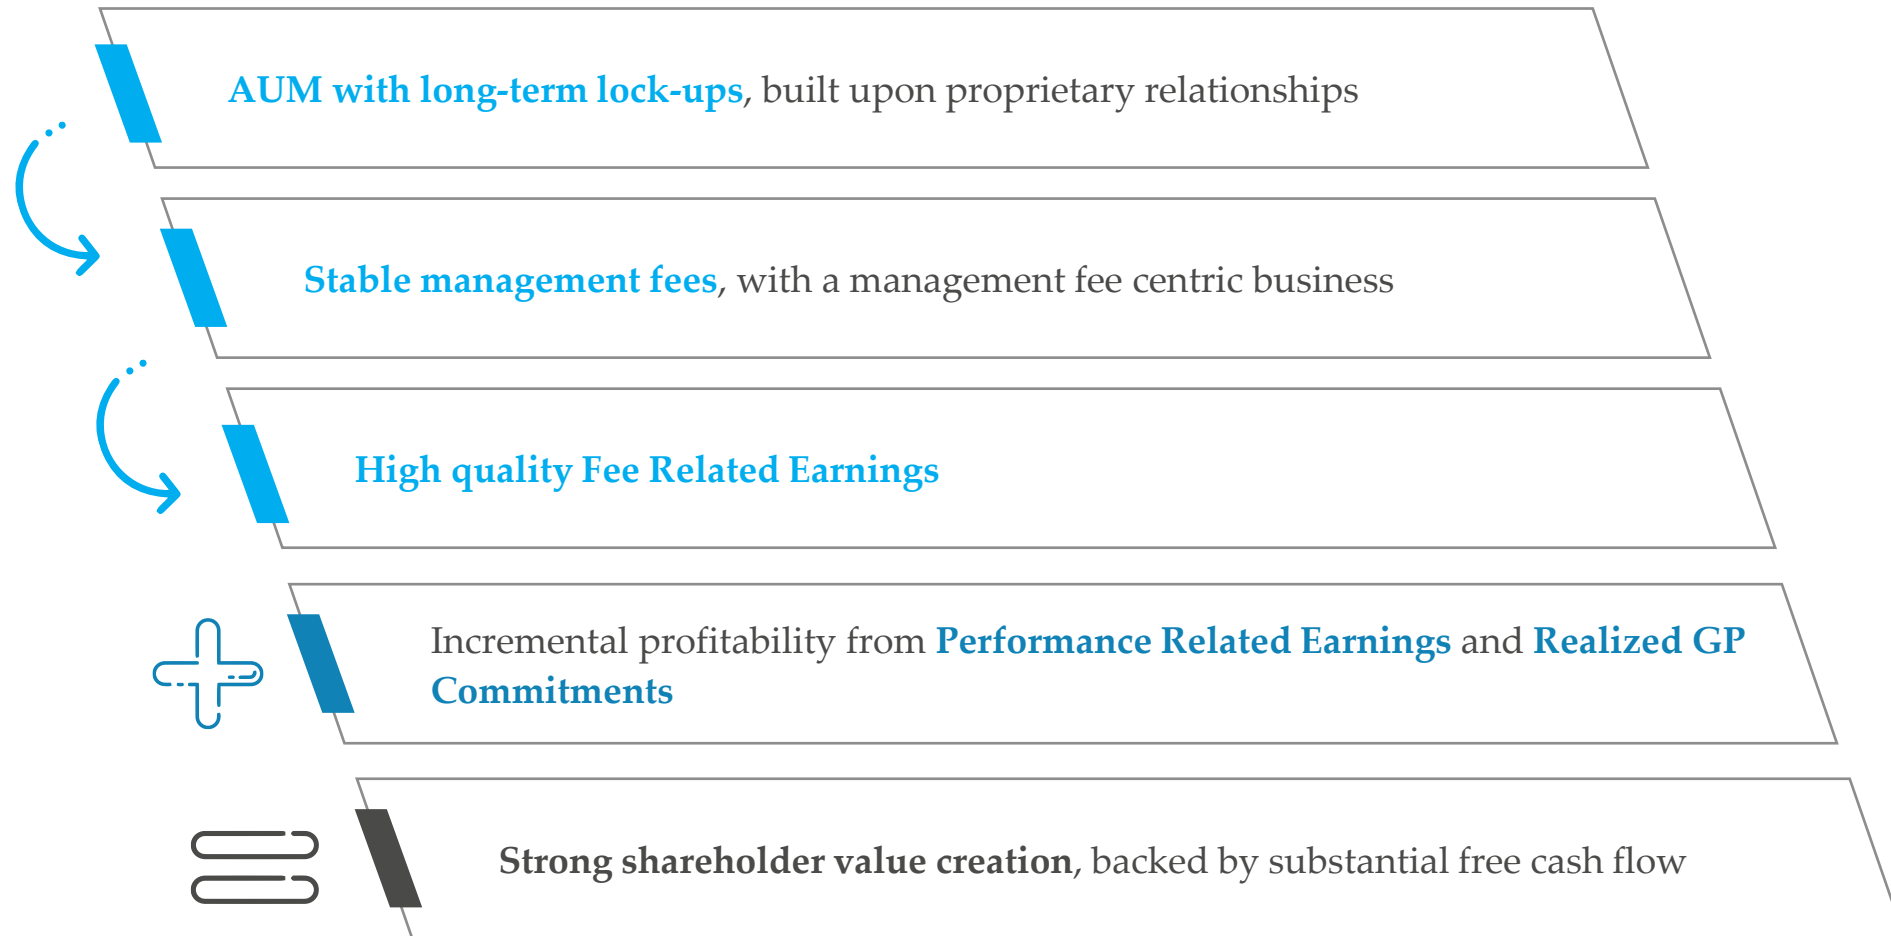 AUM with long-term lock-ups, built upon proprietary relationships
Stable management fees, with a management fee centric business
High quality Fee Related Earnings
Incremental profitability from Performance Related Earnings and Realized GP
Commitments
Strong shareholder value creation, backed by substantial free cash flow